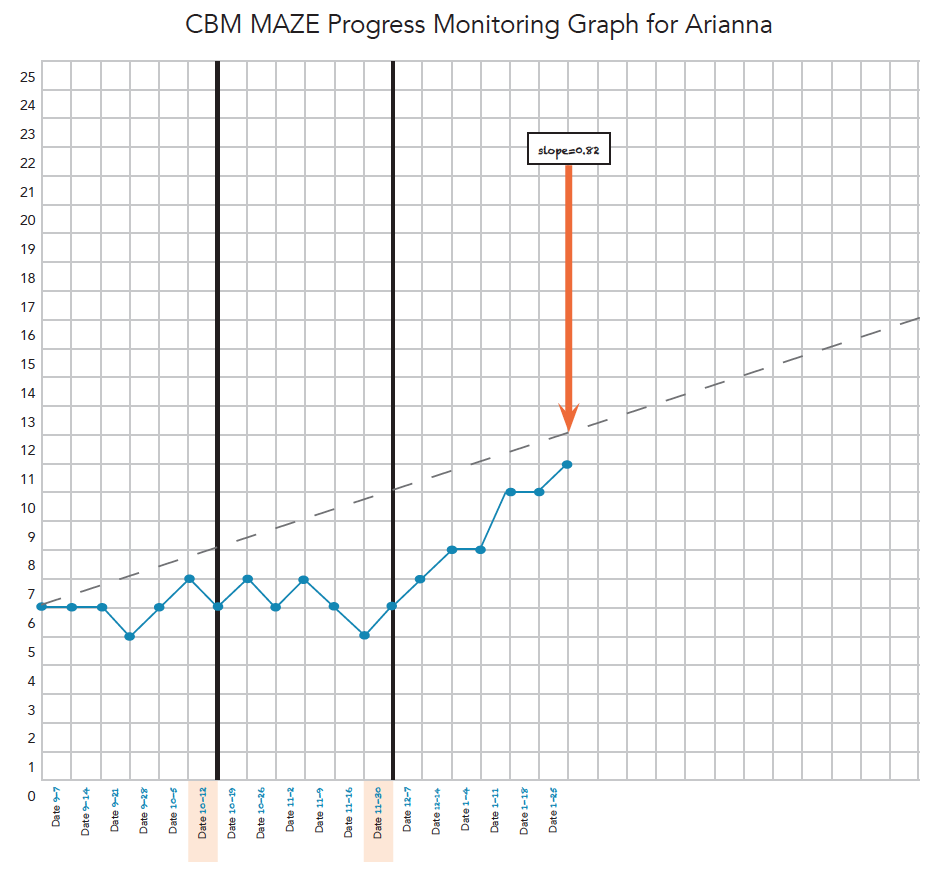 CBM MAZE Progress Monitoring Graph for Arianna
25
24
23
slope=0.82
22
21
20
19
18
17
16
15
14
13
12
11
10
9
8
7
6
5
4
3
2
1
0
Date 9-7
Date 9-14
Date 9-21
Date 9-28
Date 10-5
Date 10-12
Date 10-19
Date 10-26
Date 11-2
Date 11-9
Date 11-16
Date 11-30
Date 12-7
Date 12-14
Date 1-4
Date 1-11
Date 1-18
Date 1-25